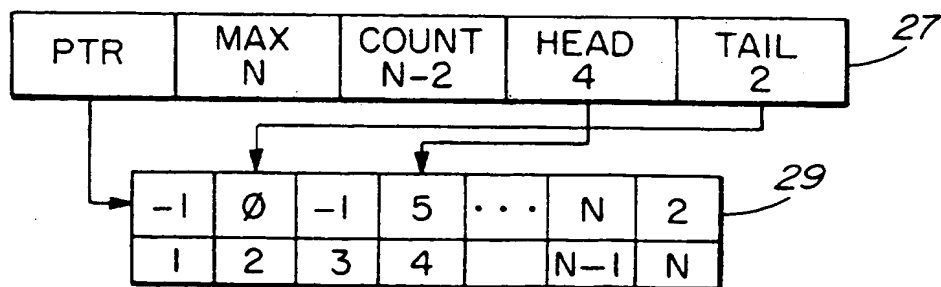 PTR MAX COUNT HEAD TAIL 27
N N-2 4 2
-1 Ø -1 5 ... N 2 29
1 2 3 4 N-1 N